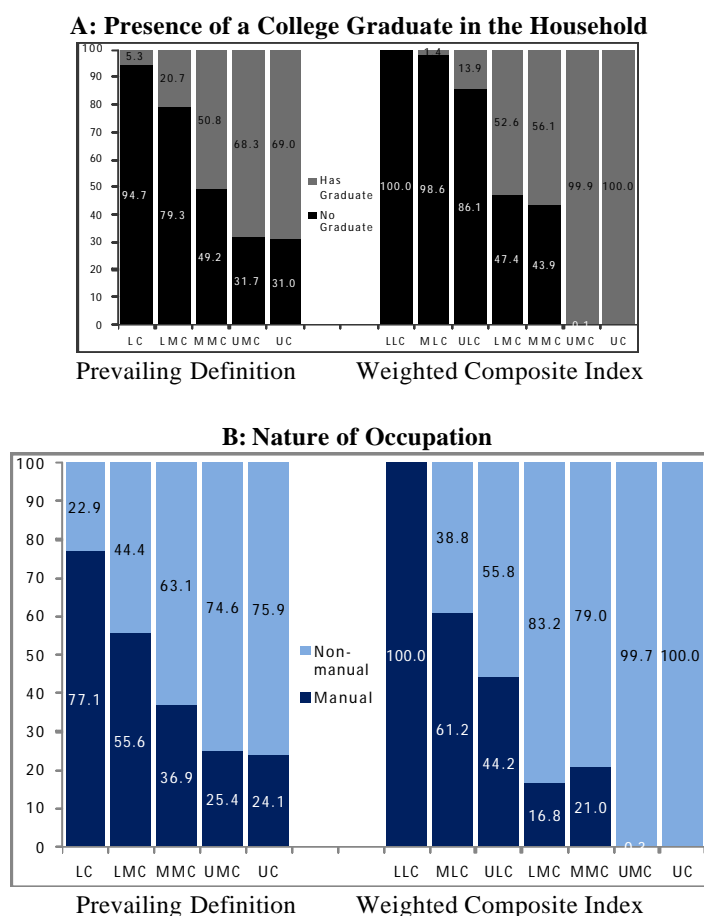 A: Presence of a College Graduate in the Household
100
90
80
70
60
50
40
30
20
10
0
5.3 20.7 50.8 68.3 69.0
94.7 79.3 49.2 31.7 31.0
Has
Graduate
No
Graduate
1.4 13.9 52.6 56.1 99.9 100.0
100.0 98.6 86.1 47.4 43.9 0.1
LC LMC MMC UMC UC LLC MLC ULC LMC MMC UMC UC
Prevailing Definition Weighted Composite Index
B: Nature of Occupation
100
90
80
70
60
50
40
30
20
10
0
22.9 44.4 63.1 74.6 75.9
77.1 55.6 36.9 25.4 24.1
Non-
manual
Manual
38.8 55.8 83.2 79.0 99.7 100.0
100.0 61.2 44.2 16.8 21.0
LC LMC MMC UMC UC LLC MLC ULC LMC MMC UMC UC
Prevailing Definition Weighted Composite Index